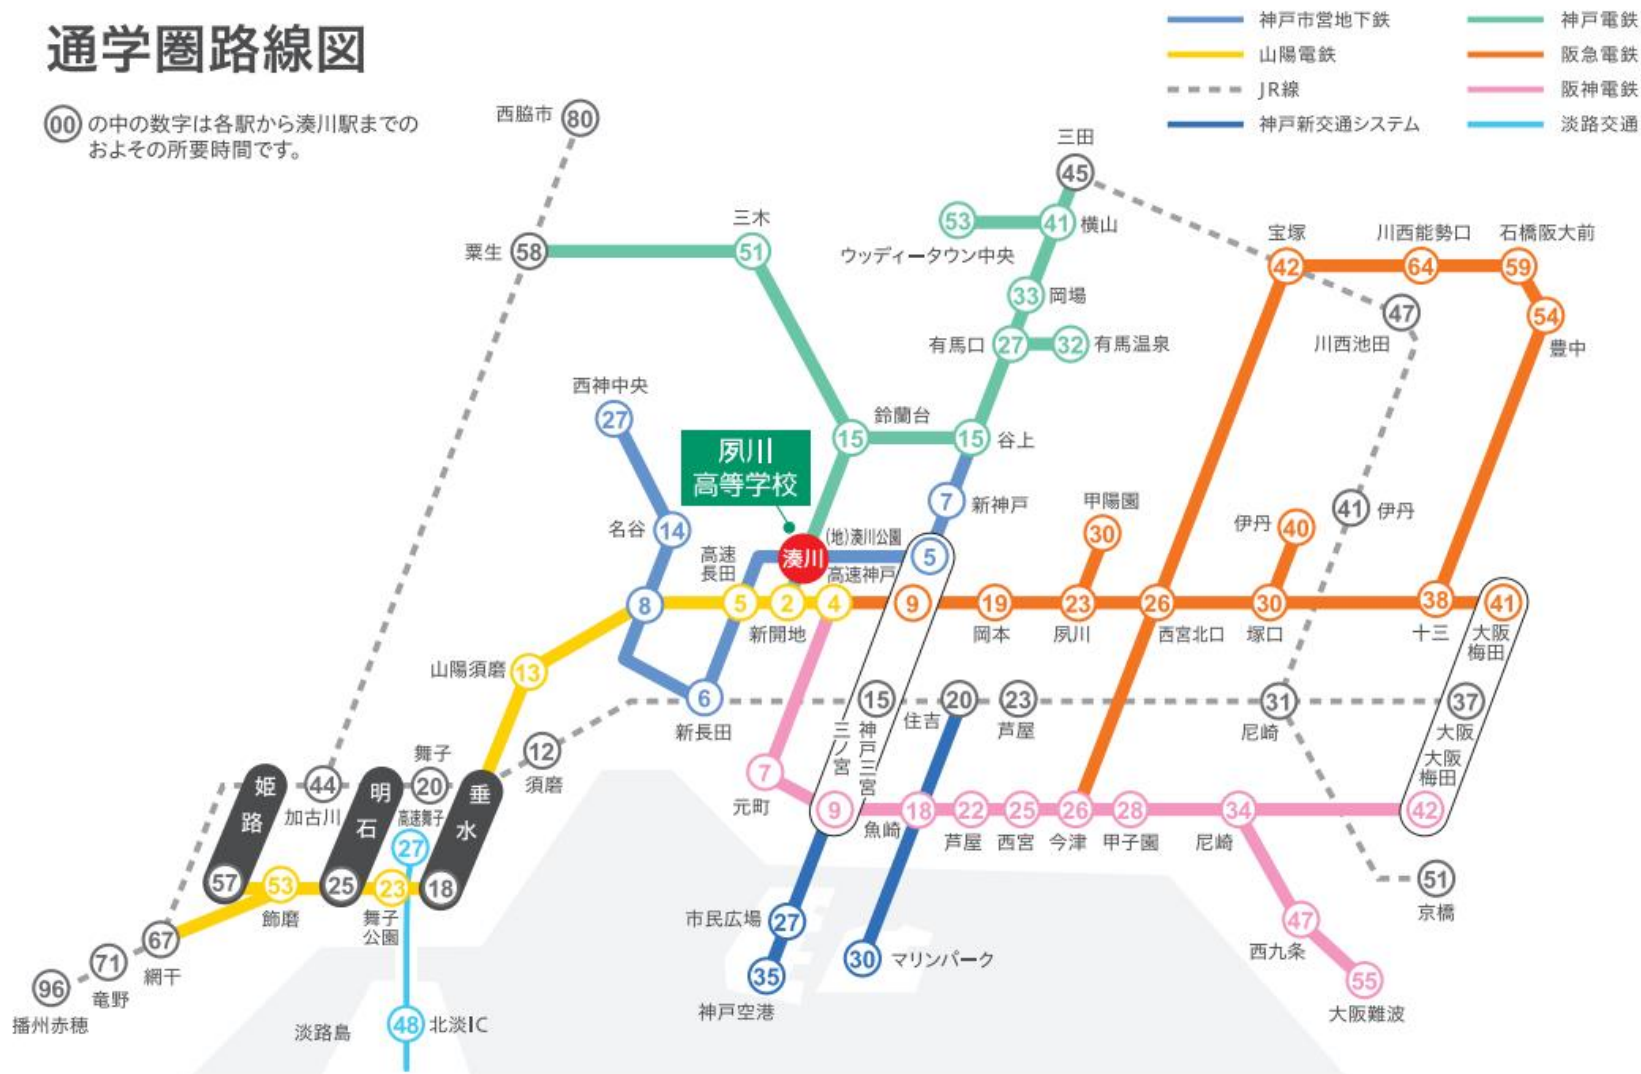 通学圏路線図
00 の中の数字は各駅から湊川駅までの
おおよその所要時間です。
神戸市営地下鉄
神戸電鉄
山陽電鉄
阪急電鉄
JR線
阪神電鉄
神戸新交通システム
淡路交通
西脇市
80
三田
45
粟生
58
三木
51
53
ウッディータウン中央
41
横山
33
岡場
有馬口
27
32
有馬温泉
宝塚
42
川西能勢口
64
石橋阪大前
59
54
豊中
47
川西池田
西神中央
27
15
鈴蘭台
15
谷上
夙川
高等学校
7
新神戸
名谷
14
甲陽園
30
伊丹
40
41
伊丹
高速
長田
湊川
(地)湊川公園
高速神戸
5
8
5
2
新開地
4
9
19
岡本
23
夙川
26
西宮北口
30
塚口
38
十三
41
大阪
梅田
山陽須磨
13
6
新長田
15
神戸三宮
三ノ宮
住吉
20
23
芦屋
31
尼崎
37
大阪
大阪
梅田
42
12
須磨
7
元町
9
魚崎
18
22
芦屋
25
西宮
26
今津
28
甲子園
34
尼崎
姫路
57
44
加古川
明石
25
舞子
20
高速舞子
27
垂水
18
53
飾磨
23
舞子
公園
67
網干
71
竜野
96
播州赤穂
淡路島
48
北淡IC
市民広場
27
35
神戸空港
30
マリンパーク
51
京橋
47
西九条
55
大阪難波